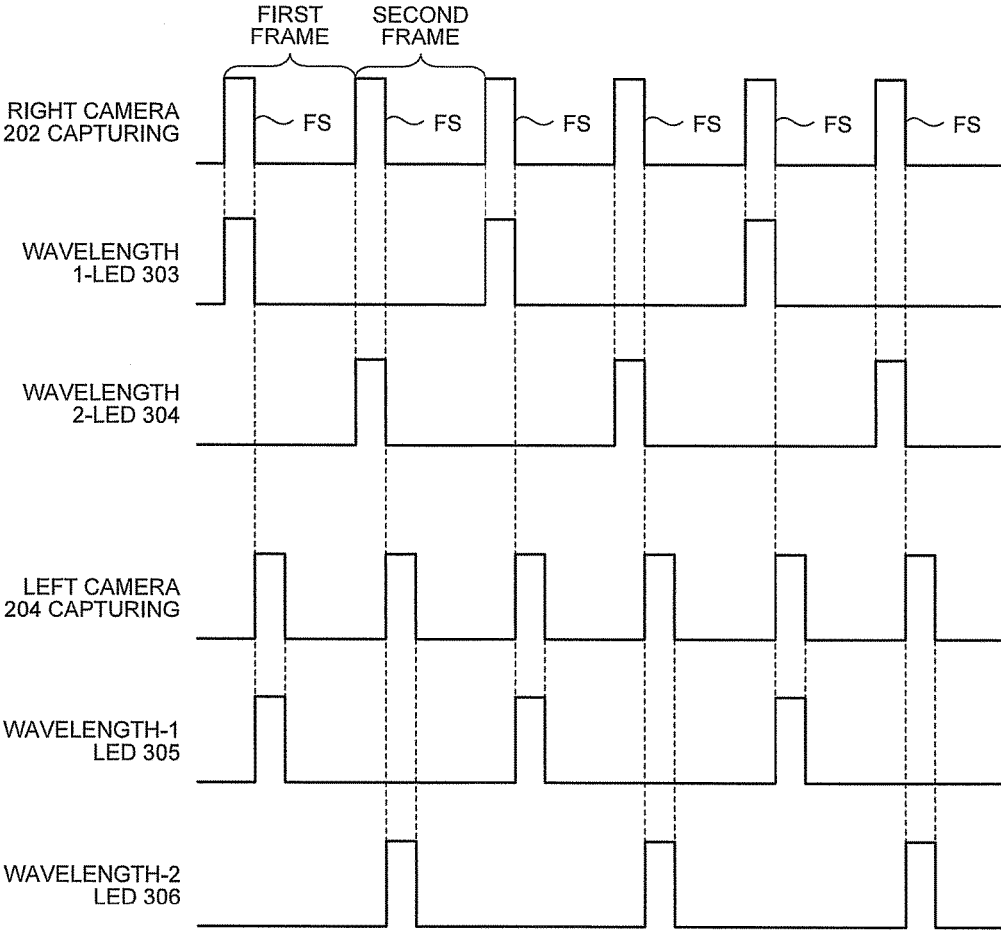 FIRST
FRAME
SECOND
FRAME
RIGHT CAMERA
202 CAPTURING
FS
FS
FS
FS
FS
FS
WAVELENGTH
1-LED 303
WAVELENGTH
2-LED 304
LEFT CAMERA
204 CAPTURING
WAVELENGTH-1
LED 305
WAVELENGTH-2
LED 306